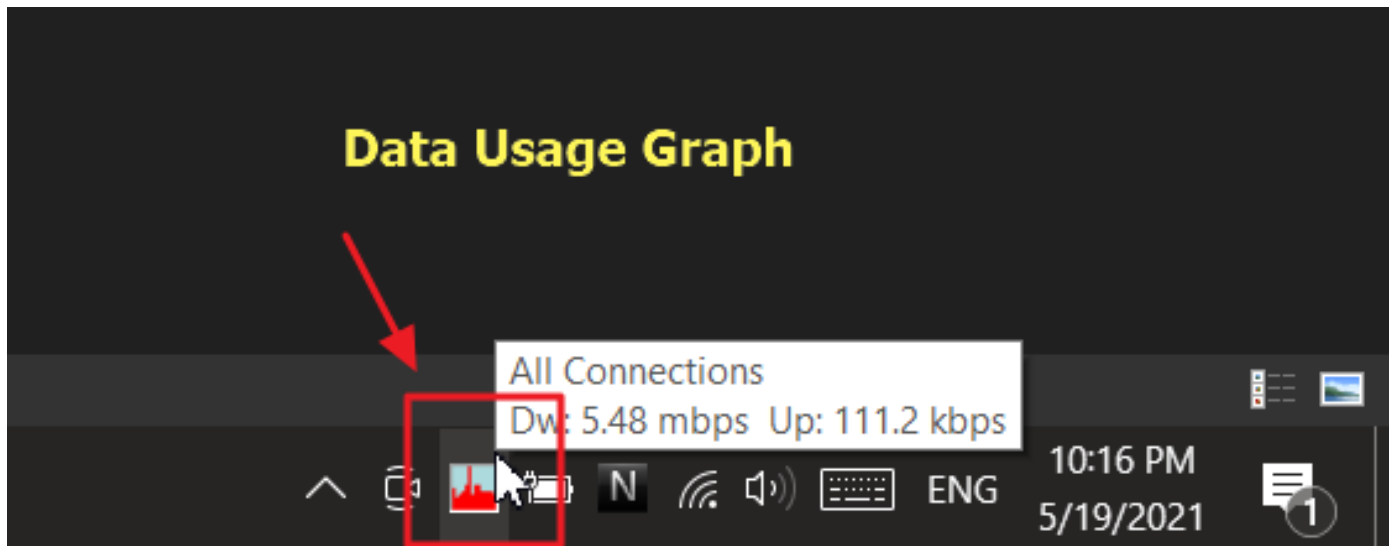 Data Usage Graph
All Connections
Dw: 5.48 mbps  Up: 111.2 kbps
N
ENG
10:16 PM
5/19/2021
1